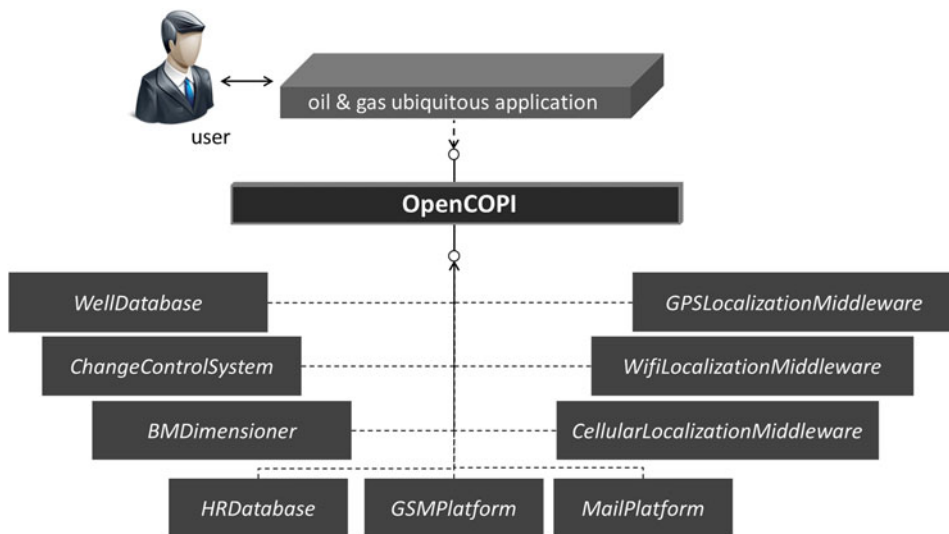 oil & gas ubiquitous application
user
OpenCOPI
WellDatabase
GPSLocalizationMiddleware
ChangeControlSystem
WifiLocalizationMiddleware
BMDimensioner
CellularLocalizationMiddleware
HRDatabase
GSMPlatform
MailPlatform